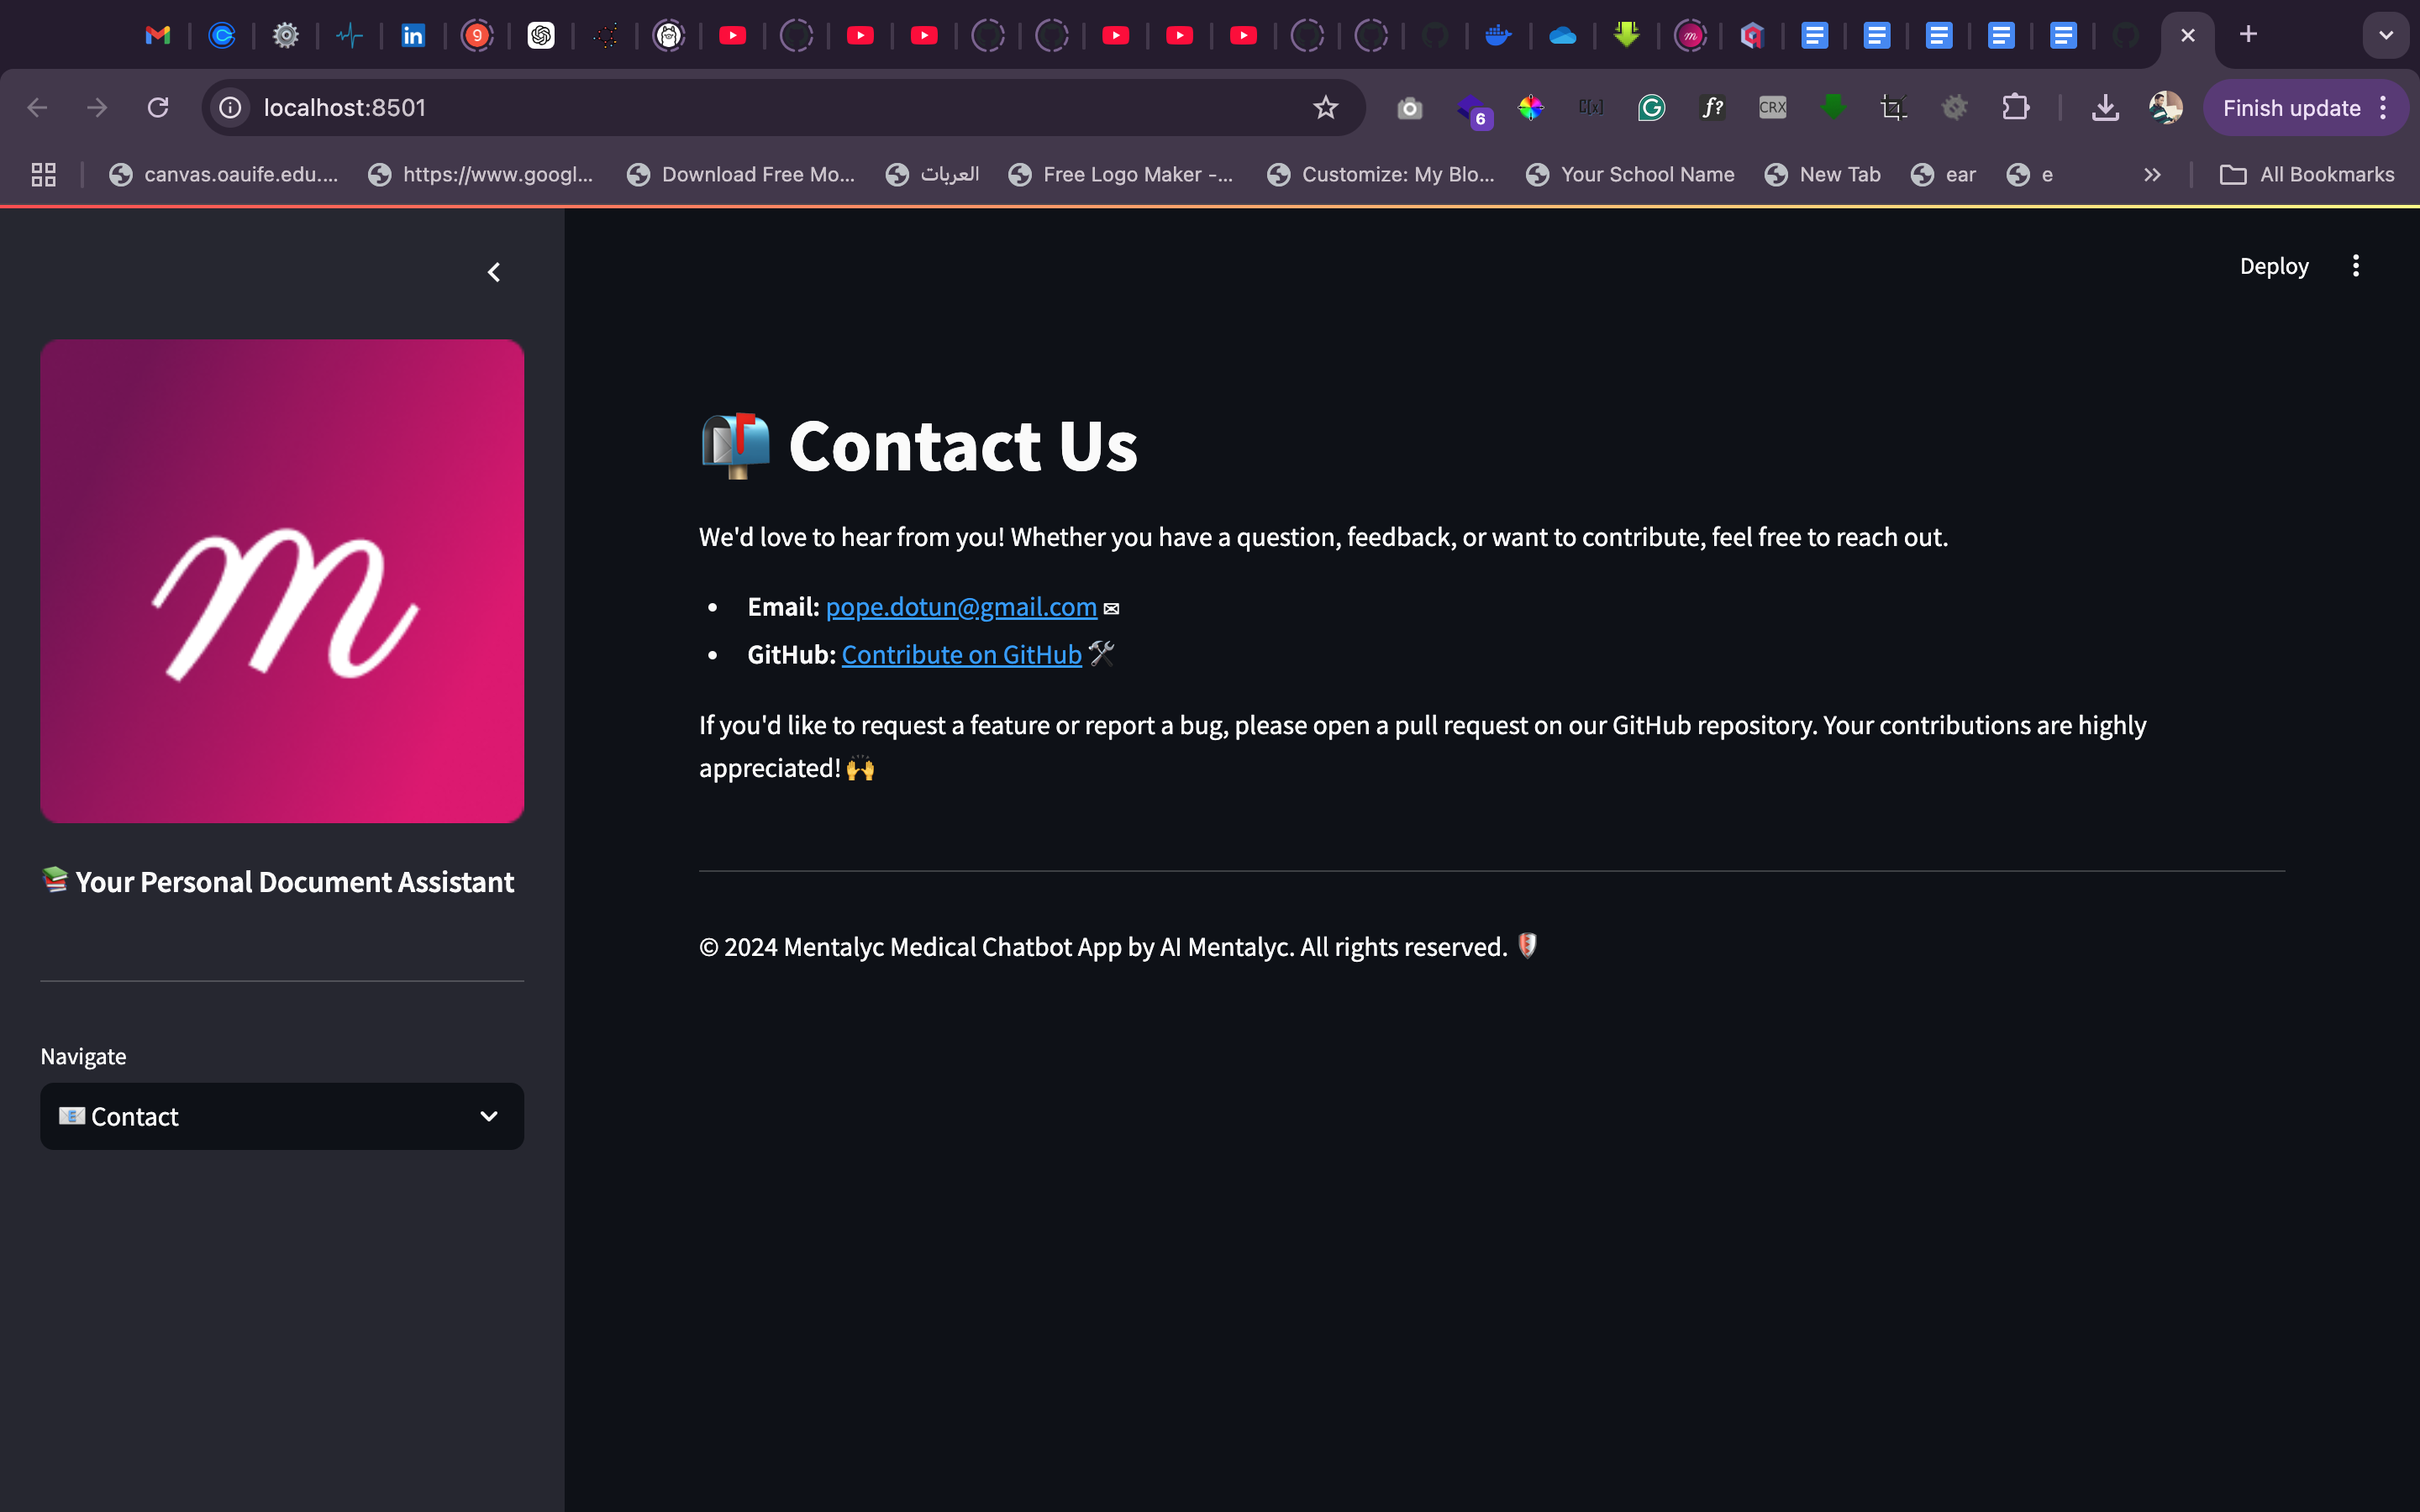 9
localhost:8501
6
f?
CRX
Finish update
canvas.oauife.edu....
https://www.googl...
Download Free Mo...
العربات
Free Logo Maker -...
Customize: My Blo...
Your School Name
New Tab
ear
e
All Bookmarks
Deploy
m
📚 Your Personal Document Assistant
Navigate
📧 Contact
📬 Contact Us
We'd love to hear from you! Whether you have a question, feedback, or want to contribute, feel free to reach out.
• Email: pope.dotun@gmail.com ✉
• GitHub: Contribute on GitHub 🛠
If you'd like to request a feature or report a bug, please open a pull request on our GitHub repository. Your contributions are highly
appreciated! 🙌
© 2024 Mentalyc Medical Chatbot App by AI Mentalyc. All rights reserved. 🛡